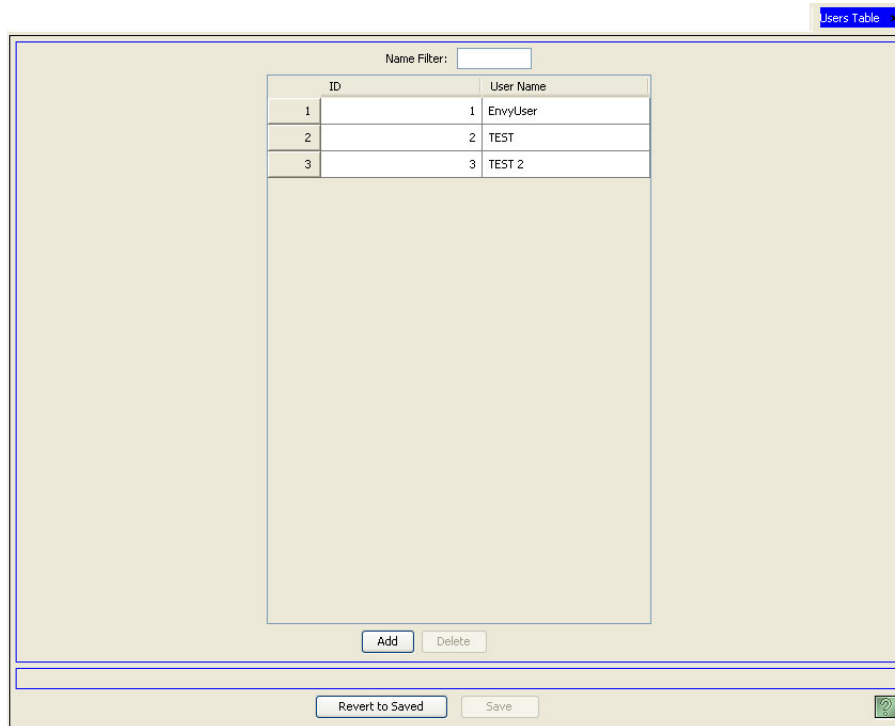 Users Table
Name Filter:
ID User Name
1 1 EnvyUser
2 2 TEST
3 3 TEST 2
Add Delete
Revert to Saved Save
?